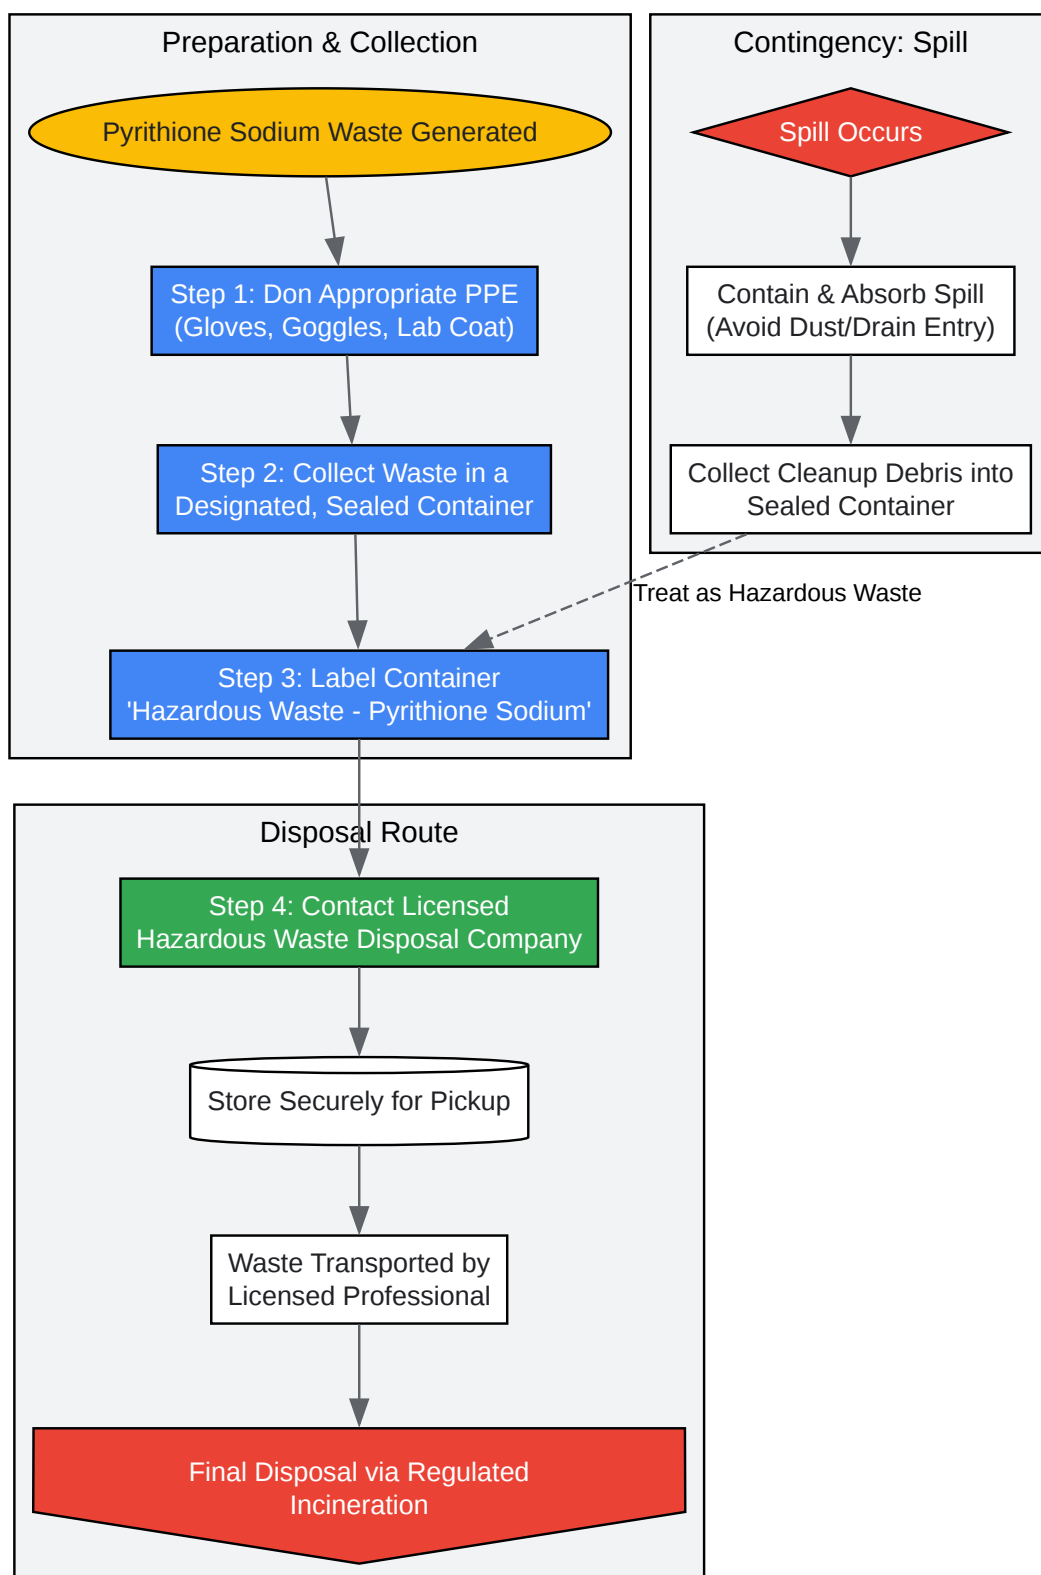 Preparation & Collection
Pyrithione Sodium Waste Generated
Step 1: Don Appropriate PPE
(Gloves, Goggles, Lab Coat)
Step 2: Collect Waste in a
Designated, Sealed Container
Step 3: Label Container
'Hazardous Waste - Pyrithione Sodium'
Contingency: Spill
Spill Occurs
Contain & Absorb Spill
(Avoid Dust/Drain Entry)
Collect Cleanup Debris into
Sealed Container
Treat as Hazardous Waste
Disposal Route
Step 4: Contact Licensed
Hazardous Waste Disposal Company
Store Securely for Pickup
Waste Transported by
Licensed Professional
Final Disposal via Regulated
Incineration